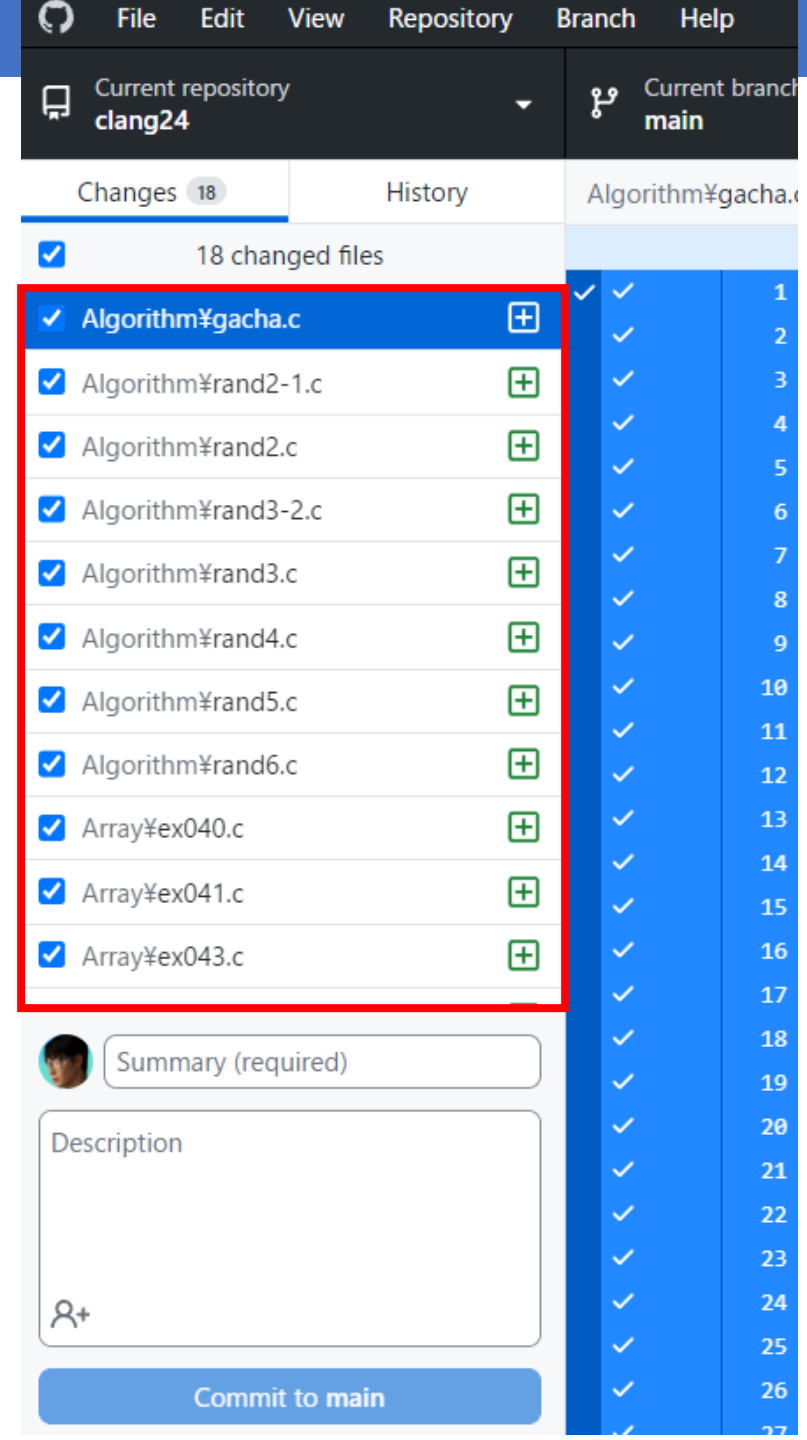 File Edit View Repository Branch Help
Current repository
clang24
Current branch
main
Changes 18
History
Algorithm¥gacha.c
18 changed files
Algorithm¥gacha.c
Algorithm¥rand2-1.c
Algorithm¥rand2.c
Algorithm¥rand3-2.c
Algorithm¥rand3.c
Algorithm¥rand4.c
Algorithm¥rand5.c
Algorithm¥rand6.c
Array¥ex040.c
Array¥ex041.c
Array¥ex043.c
Summary (required)
Description
Commit to main
1
2
3
4
5
6
7
8
9
10
11
12
13
14
15
16
17
18
19
20
21
22
23
24
25
26
27